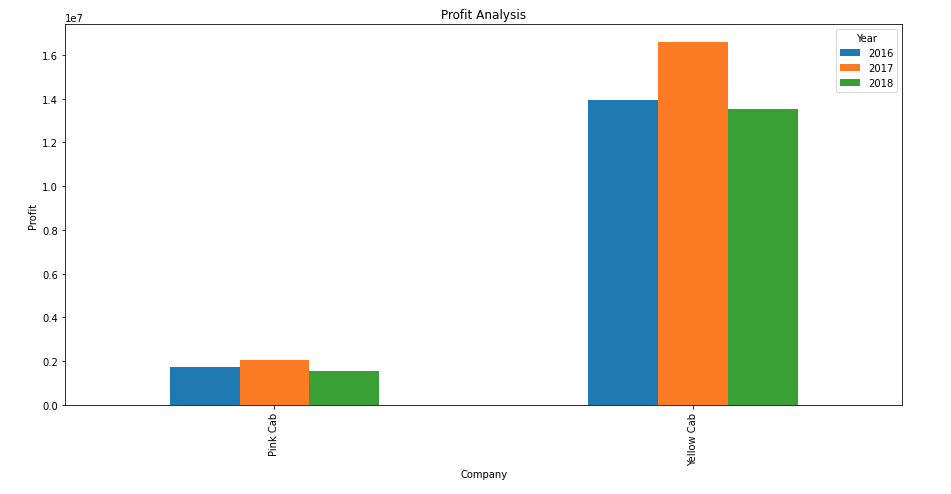 Profit Analysis
1e7
Year
2016
2017
2018
1.6
1.4
1.2
1.0
0.8
0.6
0.4
0.2
0.0
Profit
Pink Cab
Yellow Cab
Company